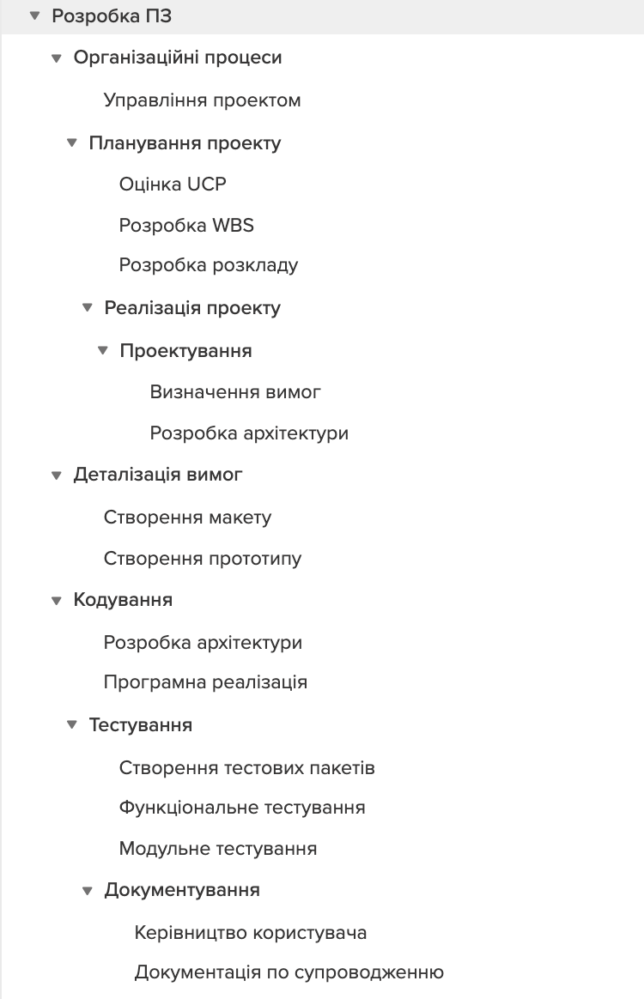 Розробка ПЗ
Організаційні процеси
Управління проектом
Планування проекту
Оцінка UCP
Розробка WBS
Розробка розкладу
Реалізація проекту
Проектування
Визначення вимог
Розробка архітектури
Деталізація вимог
Створення макету
Створення прототипу
Кодування
Розробка архітектури
Програмна реалізація
Тестування
Створення тестових пакетів
Функціональне тестування
Модульне тестування
Документування
Керівництво користувача
Документація по супроводженню